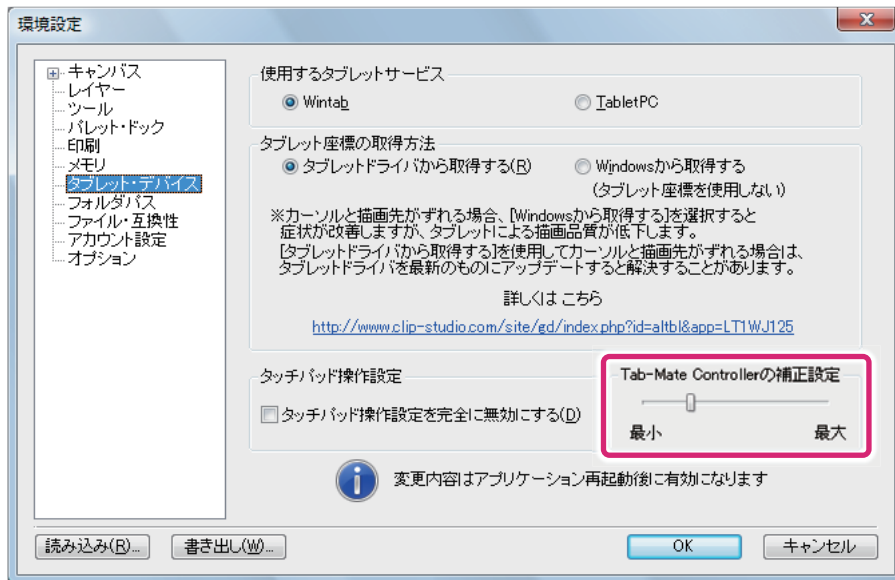 環境設定
キャンバス
レイヤー
ツール
パレット・ドック
印刷
メモリ
タブレット・デバイス
フォルダパス
ファイル・互換性
アカウント設定
オプション
使用するタブレットサービス
Wintab
TabletPC
タブレット座標の取得方法
タブレットドライバから取得する(R)
Windowsから取得する
(タブレット座標を使用しない)
※カーソルと描画先がずれる場合、[Windowsから取得する]を選択すると
症状が改善しますが、タブレットによる描画品質が低下します。
[タブレットドライバから取得する]を使用してカーソルと描画先がずれる場合は、
タブレットドライバを最新のものにアップデートすると解決することがあります。
詳しくは こちら
http://www.clip-studio.com/site/gd/index.php?id=altbl&app=LT1WJ125
タッチパッド操作設定
タッチパッド操作設定を完全に無効にする(D)
Tab-Mate Controllerの補正設定
最小 最大
変更内容はアプリケーション再起動後に有効になります
読み込み(R)... 書き出し(W)... OK キャンセル